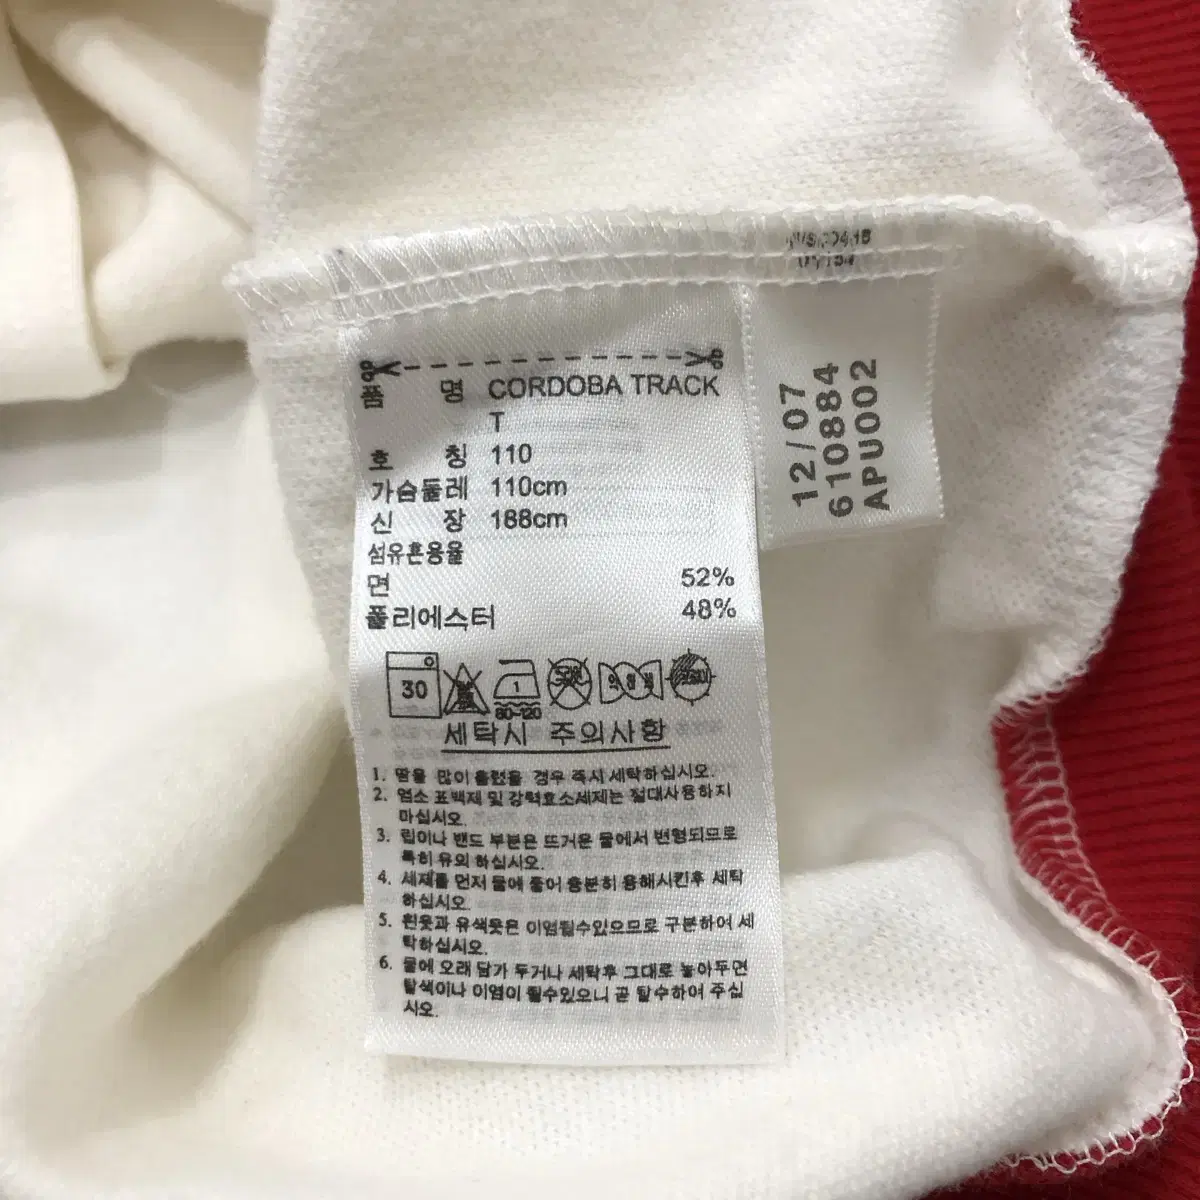 품 명 CORDOBA TRACK
T
호 칭 110
가슴둘레 110cm
신 장 188cm
섬유혼용율
면 52%
폴리에스터 48%
30
1
80~120
세탁시 주의사항
1. 땀을 많이 흘렸을 경우 즉시 세탁하십시오.
2. 염소 표백제 및 강력효소세제는 절대사용하지
마십시오.
3. 립이나 밴드 부분은 뜨거운 물에서 변형되므로
특히 유의 하십시오.
4. 세제를 먼저 물에 풀어 충분히 용해시킨후 세탁
하십시오.
5. 흰옷과 유색옷은 이염될수있으므로 구분하여 세
탁하십시오.
6. 물에 오래 담가 두거나 세탁후 그대로 놓아두면
탈색이나 이염이 될수있으니 곧 탈수하여 주십
시오.
12/07
610884
APU002